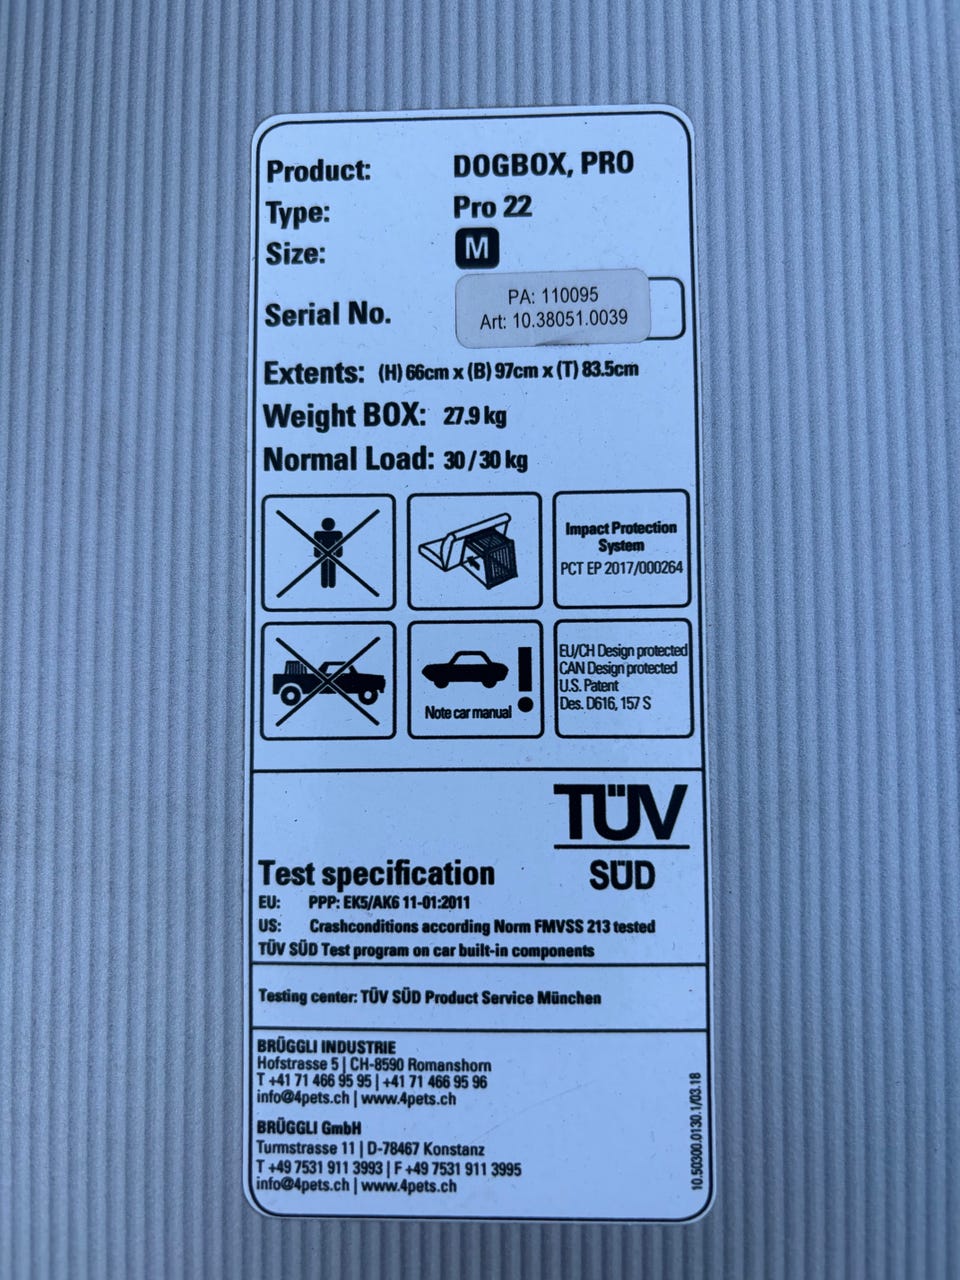 Product: DOGBOX, PRO
Type: Pro 22
Size: M
Serial No.
PA: 110095
Art: 10.38051.0039
Extents: (H) 66cm x (B) 97cm x (T) 83.5cm
Weight BOX: 27.9 kg
Normal Load: 30 / 30 kg
Impact Protection
System
PCT EP 2017/000264
Note car manual !
EU/CH Design protected
CAN Design protected
U.S. Patent
Des. D616, 157 S
TÜV
SÜD
Test specification
EU: PPP: EK5/AK6 11-01:2011
US: Crashconditions according Norm FMVSS 213 tested
TÜV SÜD Test program on car built-in components
Testing center: TÜV SÜD Product Service München
BRÜGGLI INDUSTRIE
Hofstrasse 5 | CH-8590 Romanshorn
T +41 71 466 95 95 | +41 71 466 95 96
info@4pets.ch | www.4pets.ch
BRÜGGLI GmbH
Turmstrasse 11 | D-78467 Konstanz
T +49 7531 911 3993 | F +49 7531 911 3995
info@4pets.ch | www.4pets.ch
10.50300.0130.1/03.18